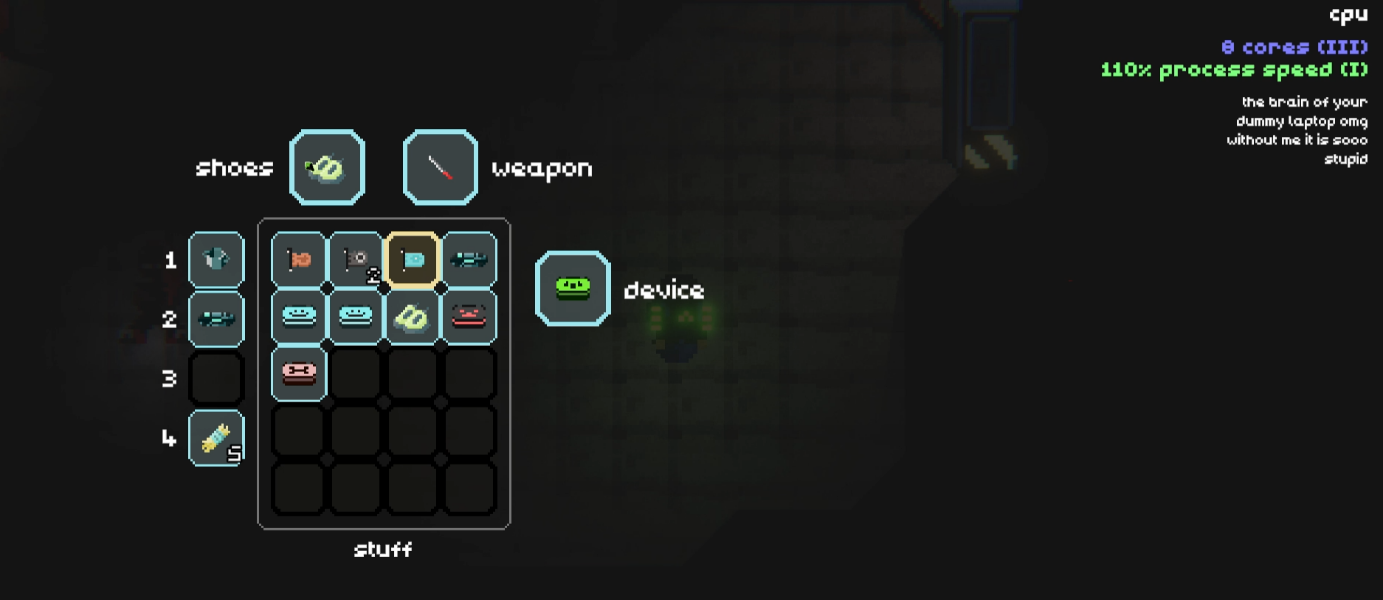 cpu
8 cores (III)
110% process speed (I)
the brain of your
dummy laptop omg
without me it is sooo
stupid
shoes
weapon
1
2
2
device
3
4
5
stuff